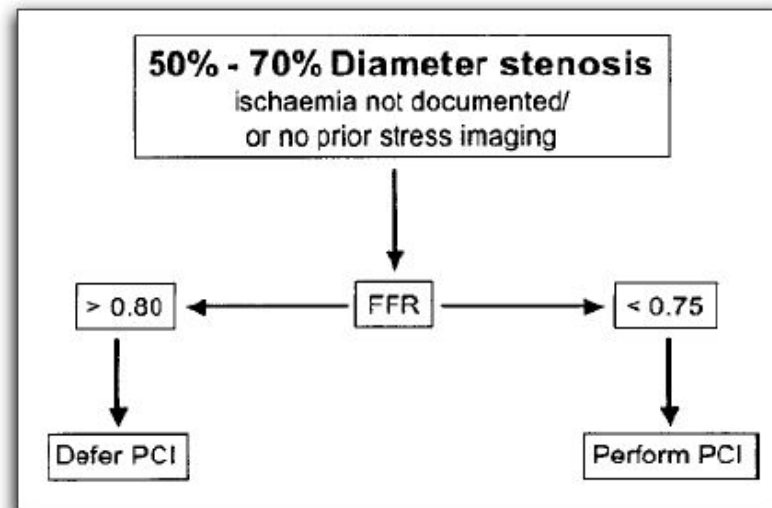 50% - 70% Diameter stenosis
ischaemia not documented/
or no prior stress imaging
> 0.80
FFR
< 0.75
Defer PCI
Perform PCI